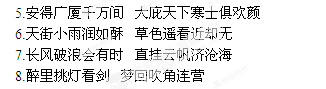 5.安得广厦千万间 大庇天下寒士俱欢颜
6.天街小雨润如酥 草色遥看近却无
7.长风破浪会有时 直挂云帆济沧海
8.醉里挑灯看剑 梦回吹角连营